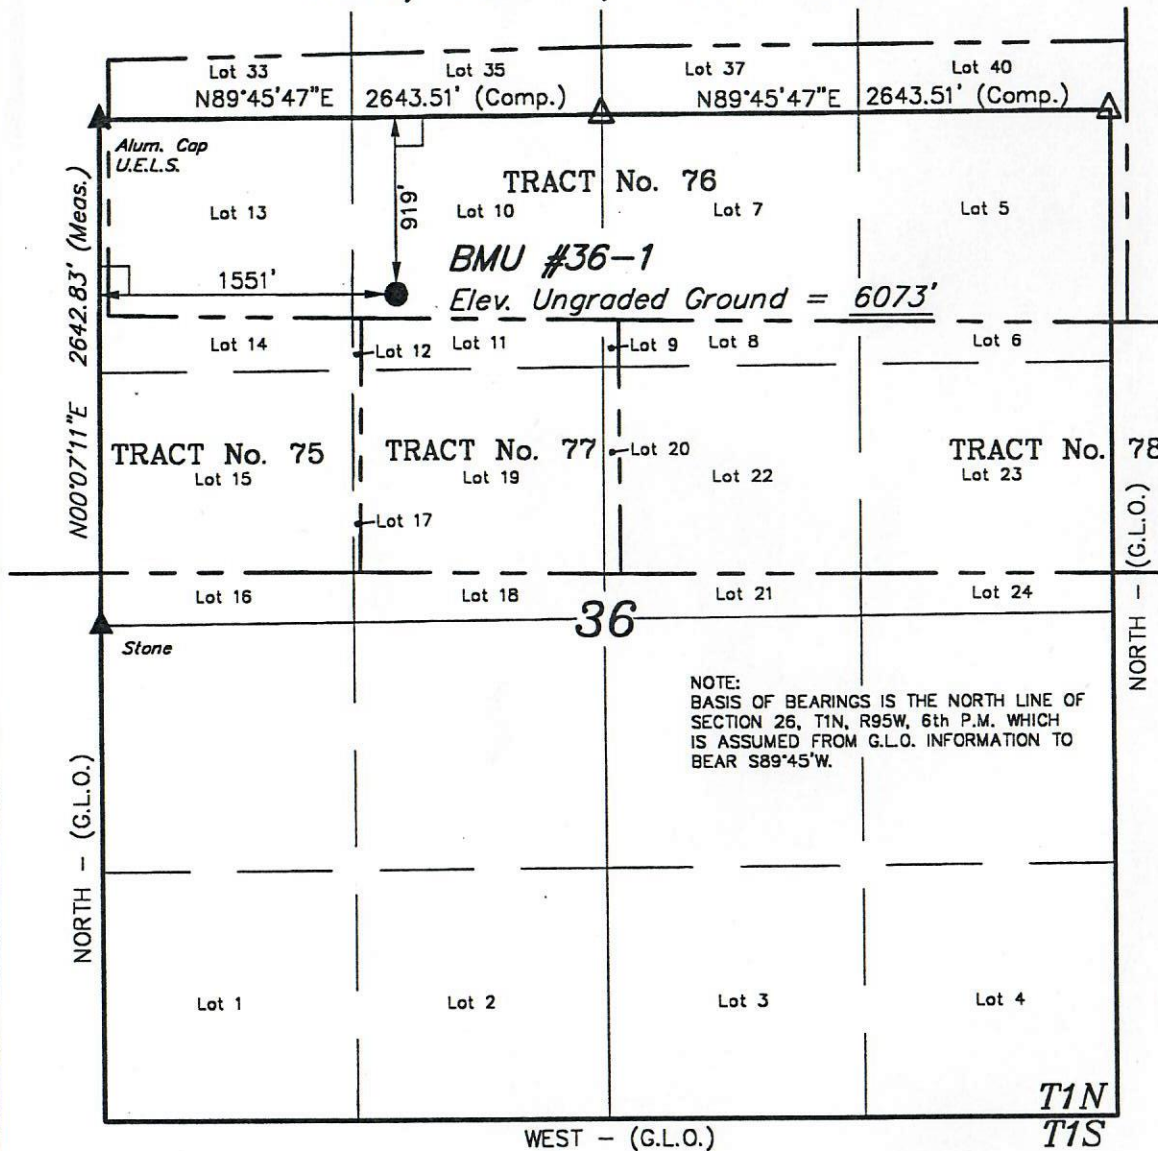 Lot 33 Lot 35 Lot 37 Lot 40
N89°45'47"E 2643.51' (Comp.) N89°45'47"E 2643.51' (Comp.)
Alum. Cap
U.E.L.S.
N00°07'11"E 2642.83' (Meas.)
TRACT No. 76
Lot 13 Lot 10 Lot 7 Lot 5
919'
BMU #36-1
1551'
Elev. Ungraded Ground = 6073'
Lot 14 Lot 12 Lot 11 Lot 9 Lot 8 Lot 6
TRACT No. 75 TRACT No. 77 Lot 20 TRACT No. 78
Lot 15 Lot 19 Lot 22 Lot 23
Lot 17
NORTH - (G.L.O.)
Lot 16 Lot 18 Lot 21 Lot 24
36
Stone
NOTE:
BASIS OF BEARINGS IS THE NORTH LINE OF
SECTION 26, T1N, R95W, 6th P.M. WHICH
IS ASSUMED FROM G.L.O. INFORMATION TO
BEAR S89°45'W.
NORTH - (G.L.O.)
Lot 1 Lot 2 Lot 3 Lot 4
T1N
T1S
WEST - (G.L.O.)